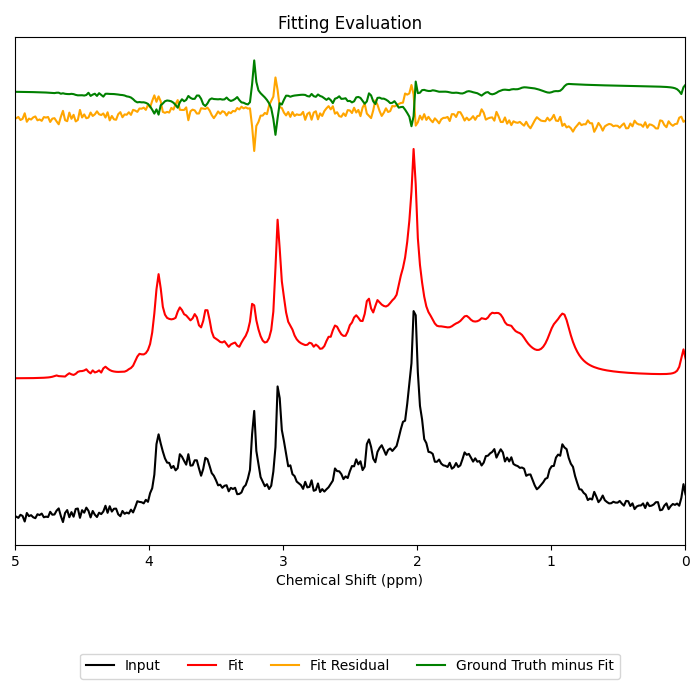 Fitting Evaluation
5 4 3 2 1 0
Chemical Shift (ppm)
Input Fit Fit Residual Ground Truth minus Fit